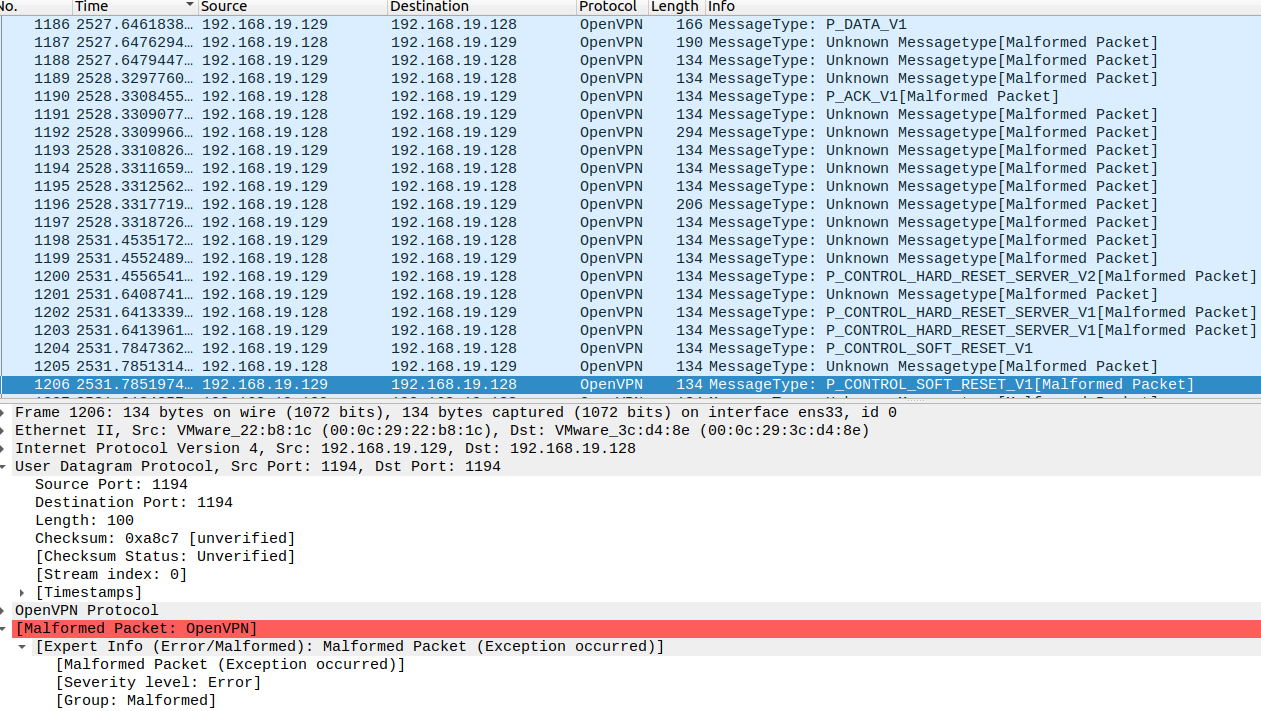 No. Time Source Destination Protocol Length Info
1186 2527.6461838… 192.168.19.129 192.168.19.128 OpenVPN 166 MessageType: P_DATA_V1
1187 2527.6476294… 192.168.19.128 192.168.19.129 OpenVPN 190 MessageType: Unknown Messagetype[Malformed Packet]
1188 2527.6479447… 192.168.19.129 192.168.19.128 OpenVPN 134 MessageType: Unknown Messagetype[Malformed Packet]
1189 2528.3297760… 192.168.19.129 192.168.19.128 OpenVPN 134 MessageType: Unknown Messagetype[Malformed Packet]
1190 2528.3308455… 192.168.19.128 192.168.19.129 OpenVPN 134 MessageType: P_ACK_V1[Malformed Packet]
1191 2528.3309077… 192.168.19.129 192.168.19.128 OpenVPN 134 MessageType: Unknown Messagetype[Malformed Packet]
1192 2528.3309966… 192.168.19.128 192.168.19.129 OpenVPN 294 MessageType: Unknown Messagetype[Malformed Packet]
1193 2528.3310826… 192.168.19.129 192.168.19.128 OpenVPN 134 MessageType: Unknown Messagetype[Malformed Packet]
1194 2528.3311659… 192.168.19.129 192.168.19.128 OpenVPN 134 MessageType: Unknown Messagetype[Malformed Packet]
1195 2528.3312562… 192.168.19.129 192.168.19.128 OpenVPN 134 MessageType: Unknown Messagetype[Malformed Packet]
1196 2528.3317719… 192.168.19.128 192.168.19.129 OpenVPN 206 MessageType: Unknown Messagetype[Malformed Packet]
1197 2528.3318726… 192.168.19.129 192.168.19.128 OpenVPN 134 MessageType: Unknown Messagetype[Malformed Packet]
1198 2531.4535172… 192.168.19.129 192.168.19.128 OpenVPN 134 MessageType: Unknown Messagetype[Malformed Packet]
1199 2531.4552489… 192.168.19.128 192.168.19.129 OpenVPN 134 MessageType: Unknown Messagetype[Malformed Packet]
1200 2531.4556541… 192.168.19.129 192.168.19.128 OpenVPN 134 MessageType: P_CONTROL_HARD_RESET_SERVER_V2[Malformed Packet]
1201 2531.6408741… 192.168.19.129 192.168.19.128 OpenVPN 134 MessageType: Unknown Messagetype[Malformed Packet]
1202 2531.6413339… 192.168.19.128 192.168.19.129 OpenVPN 134 MessageType: P_CONTROL_HARD_RESET_SERVER_V1[Malformed Packet]
1203 2531.6413961… 192.168.19.129 192.168.19.128 OpenVPN 134 MessageType: P_CONTROL_HARD_RESET_SERVER_V1[Malformed Packet]
1204 2531.7847362… 192.168.19.129 192.168.19.128 OpenVPN 134 MessageType: P_CONTROL_SOFT_RESET_V1
1205 2531.7851314… 192.168.19.128 192.168.19.129 OpenVPN 134 MessageType: Unknown Messagetype[Malformed Packet]
1206 2531.7851974… 192.168.19.129 192.168.19.128 OpenVPN 134 MessageType: P_CONTROL_SOFT_RESET_V1[Malformed Packet]
Frame 1206: 134 bytes on wire (1072 bits), 134 bytes captured (1072 bits) on interface ens33, id 0
Ethernet II, Src: VMware_22:b8:1c (00:0c:29:22:b8:1c), Dst: VMware_3c:d4:8e (00:0c:29:3c:d4:8e)
Internet Protocol Version 4, Src: 192.168.19.129, Dst: 192.168.19.128
User Datagram Protocol, Src Port: 1194, Dst Port: 1194
Source Port: 1194
Destination Port: 1194
Length: 100
Checksum: 0xa8c7 [unverified]
[Checksum Status: Unverified]
[Stream index: 0]
[Timestamps]
OpenVPN Protocol
[Malformed Packet: OpenVPN]
[Expert Info (Error/Malformed): Malformed Packet (Exception occurred)]
[Malformed Packet (Exception occurred)]
[Severity level: Error]
[Group: Malformed]